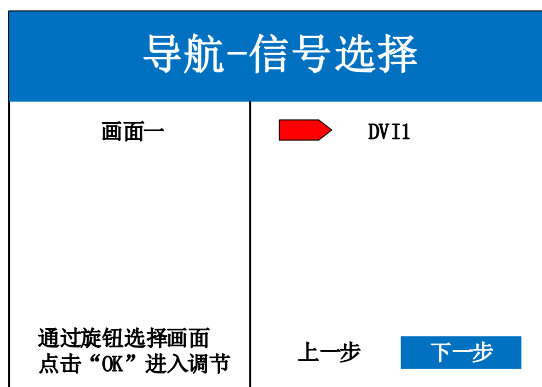 导航-信号选择
画面一
DVI1
通过旋钮选择画面
点击“OK”进入调节
上一步
下一步